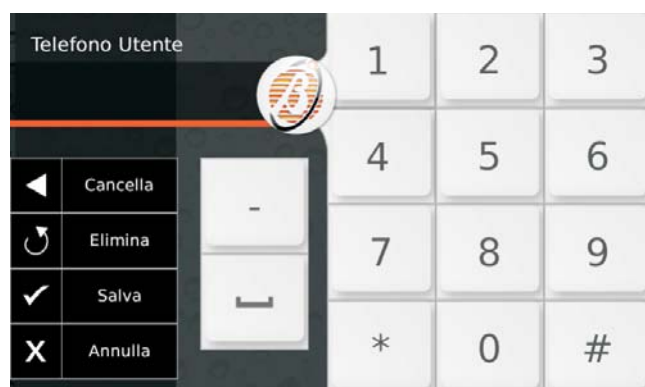 Telefono Utente
1 2 3
4 5 6
7 8 9
* 0 #
-
Cancella
Elimina
Salva
X Annulla